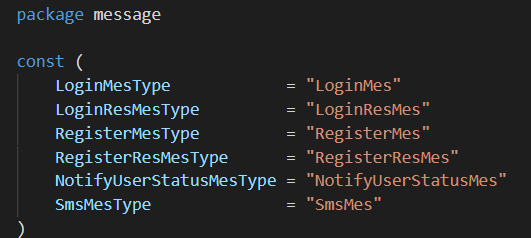 package message
const (
LoginMesType = "LoginMes"
LoginResMesType = "LoginResMes"
RegisterMesType = "RegisterMes"
RegisterResMesType = "RegisterResMes"
NotifyUserStatusMesType = "NotifyUserStatusMes"
SmsMesType = "SmsMes"
)